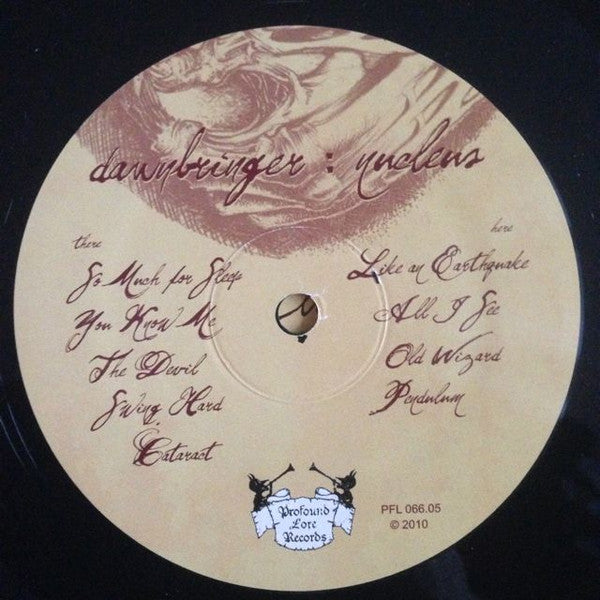 dawnbringer : nucleus
there
So Much for Sleep
You Know Me
The Devil
Swing Hard
Cataract
here
Like an Earthquake
All I See
Old Wizard
Pendulum
Profound
Lore
Records
PFL 066.05
© 2010